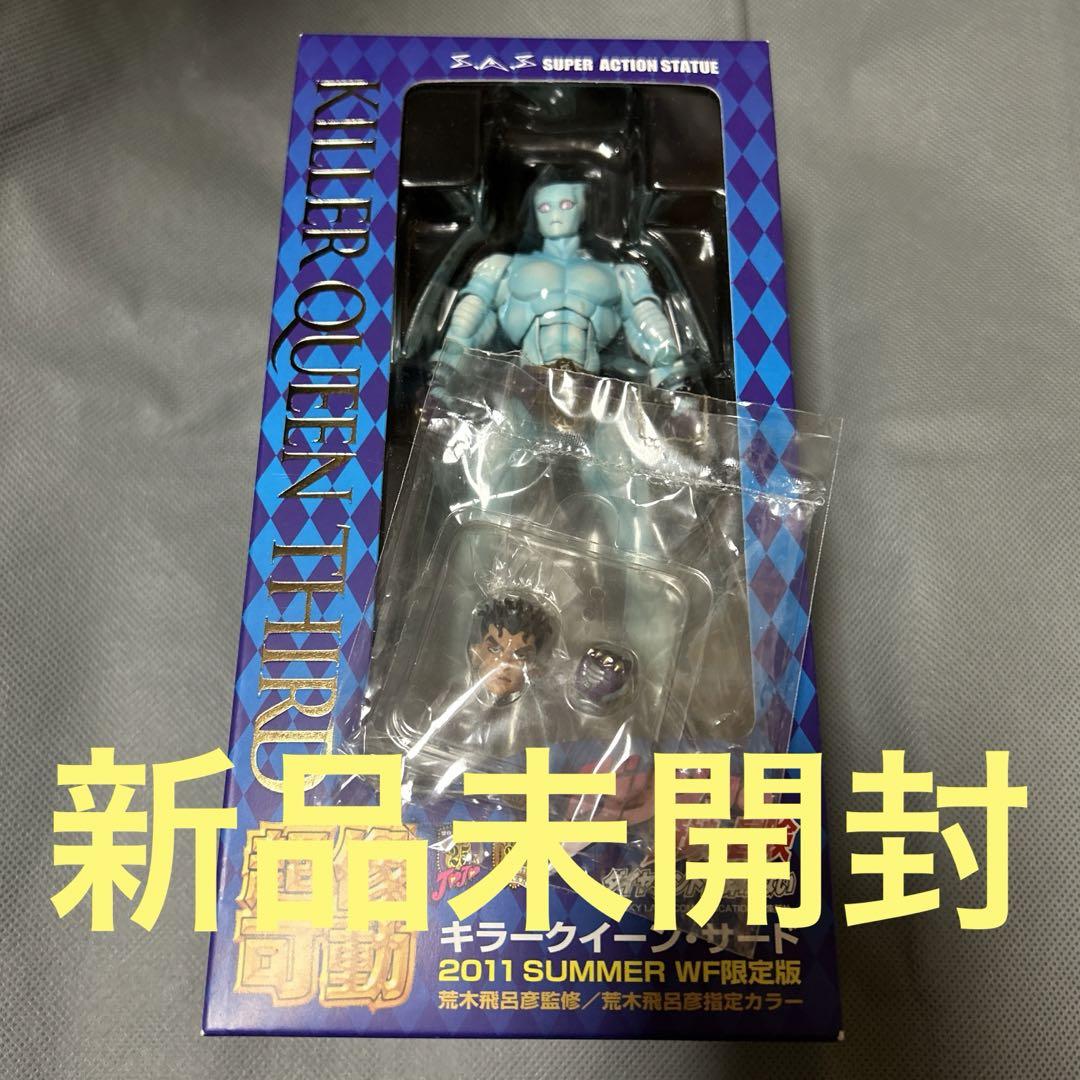 S.A.S SUPER ACTION STATUE
KILLER QUEEN THIRD
新品未開封
超像
可動
キラークイーン・サード
2011 SUMMER WF限定版
荒木飛呂彦監修／荒木飛呂彦指定カラー